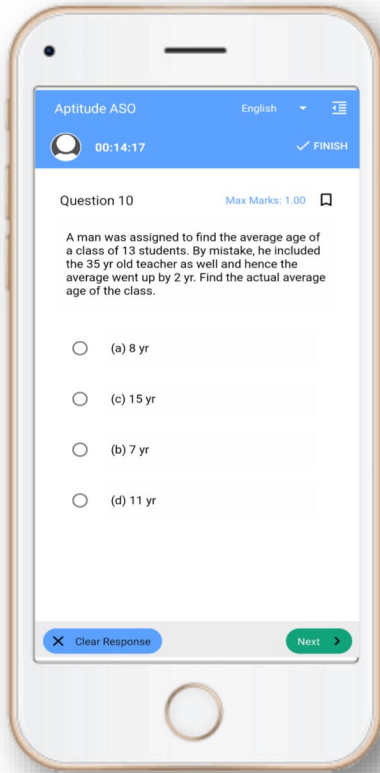 Aptitude ASO English
00:14:17 FINISH
Question 10 Max Marks: 1.00
A man was assigned to find the average age of
a class of 13 students. By mistake, he included
the 35 yr old teacher as well and hence the
average went up by 2 yr. Find the actual average
age of the class.
(a) 8 yr
(c) 15 yr
(b) 7 yr
(d) 11 yr
Clear Response Next